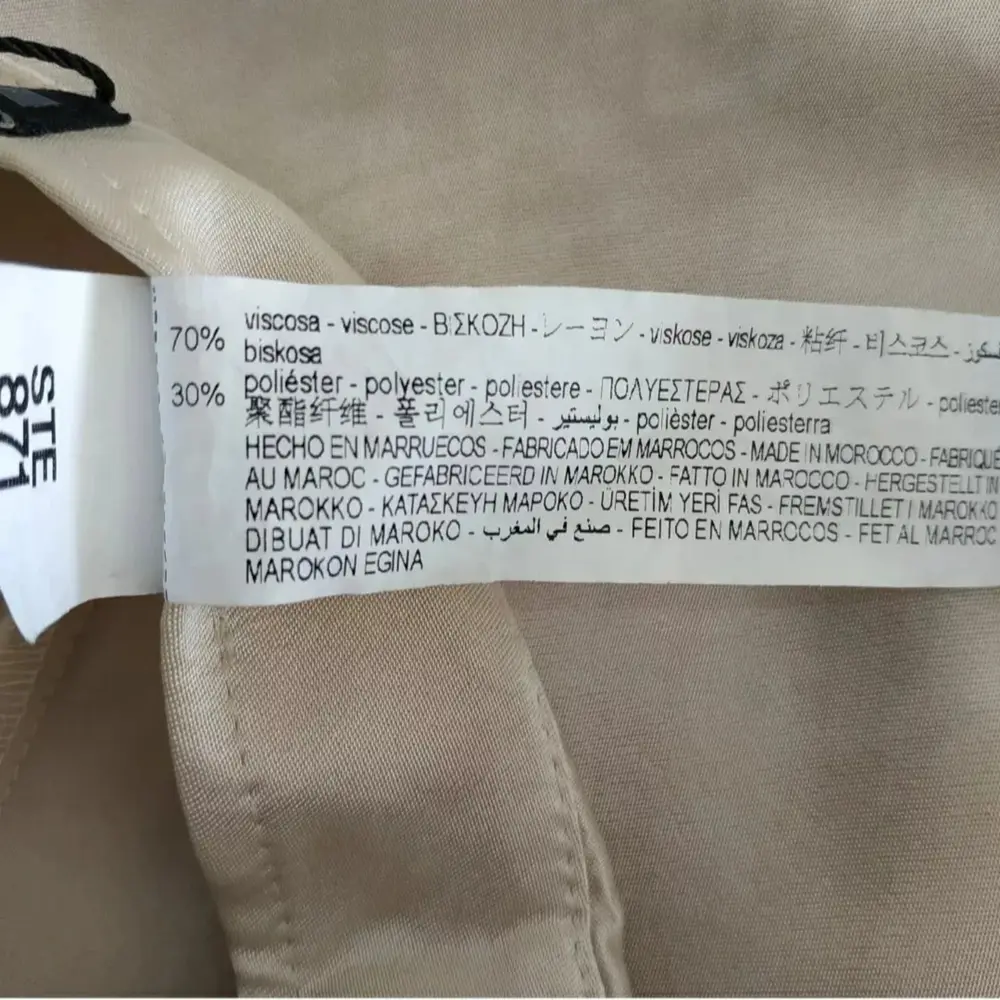 STE
871
70% viscosa - viscose - ΒΙΣΚΟΖΗ - レーヨン - viskose - viskoza - 粘纤 - 비스코스 -
biskosa
30% poliéster - polyester - poliestere - ΠΟΛΥΕΣΤΕΡΑΣ - ポリエステル - poliester
聚酯纤维 - 폴리에스터 - بوليستير - polièster - poliesterra
HECHO EN MARRUECOS - FABRICADO EM MARROCOS - MADE IN MOROCCO - FABRIQUÉ
AU MAROC - GEFABRICEERD IN MAROKKO - FATTO IN MAROCCO - HERGESTELLT IN
MAROKKO - ΚΑΤΑΣΚΕΥΗ ΜΑΡΟΚΟ - ÜRETİM YERİ FAS - FREMSTILLET I MAROKKO
DIBUAT DI MAROKO - صنع في المغرب - FEITO EN MARROCOS - FET AL MARROC
MAROKON EGINA